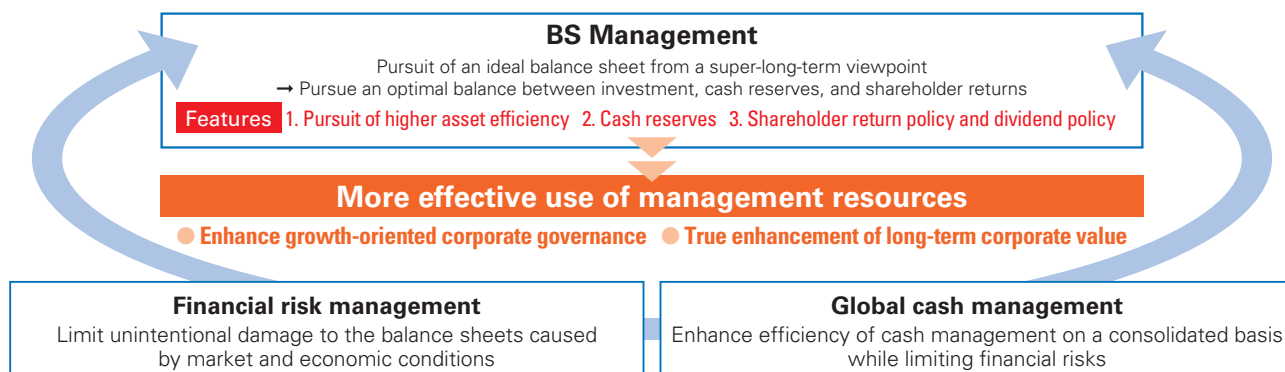 BS Management
Pursuit of an ideal balance sheet from a super-long-term viewpoint
→ Pursue an optimal balance between investment, cash reserves, and shareholder returns
Features 1. Pursuit of higher asset efficiency 2. Cash reserves 3. Shareholder return policy and dividend policy
More effective use of management resources
● Enhance growth-oriented corporate governance ● True enhancement of long-term corporate value
Financial risk management
Limit unintentional damage to the balance sheets caused
by market and economic conditions
Global cash management
Enhance efficiency of cash management on a consolidated basis
while limiting financial risks